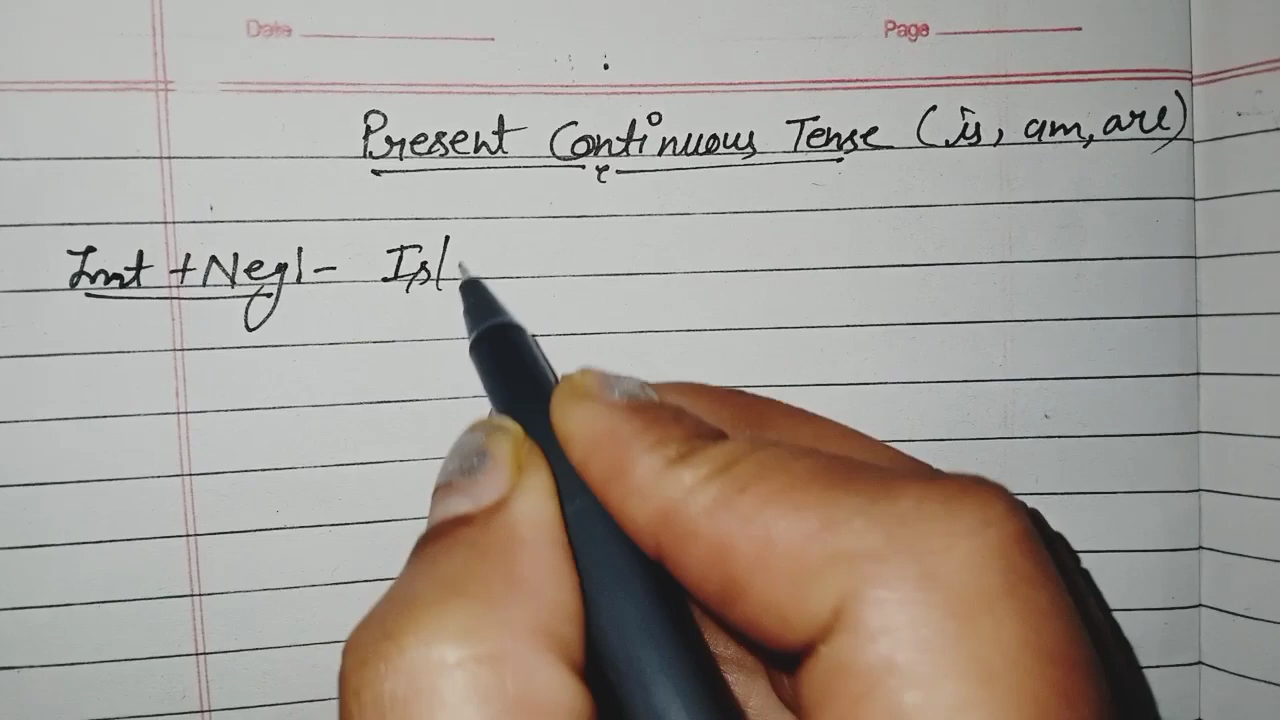 Date Page
Present Continuous Tense (is, am, are)
Int + Neg| - Is/